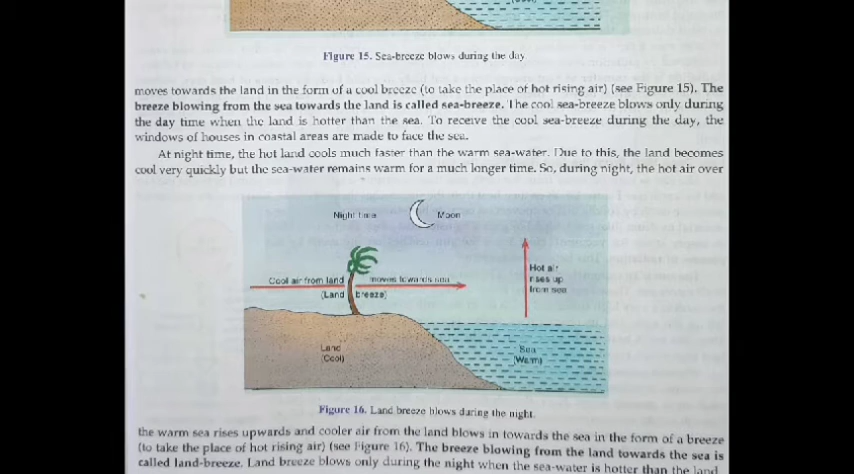 Figure 15. Sea-breeze blows during the day
moves towards the land in the form of a cool breeze (to take the place of hot rising air) (see Figure 15). The
breeze blowing from the sea towards the land is called sea-breeze. The cool sea-breeze blows only during
the day time when the land is hotter than the sea. To receive the cool sea-breeze during the day, the
windows of houses in coastal areas are made to face the sea.
At night time, the hot land cools much faster than the warm sea-water. Due to this, the land becomes
cool very quickly but the sea-water remains warm for a much longer time. So, during night, the hot air over
Night time
Moon
Hot air
rises up
from sea
Cool air from land moves towards sea
(Land breeze)
Land
(Cool)
Sea
(Warm)
Figure 16. Land breeze blows during the night.
the warm sea rises upwards and cooler air from the land blows in towards the sea in the form of a breeze
(to take the place of hot rising air) (see Figure 16). The breeze blowing from the land towards the sea is
called land-breeze. Land breeze blows only during the night when the sea-water is hotter than the land